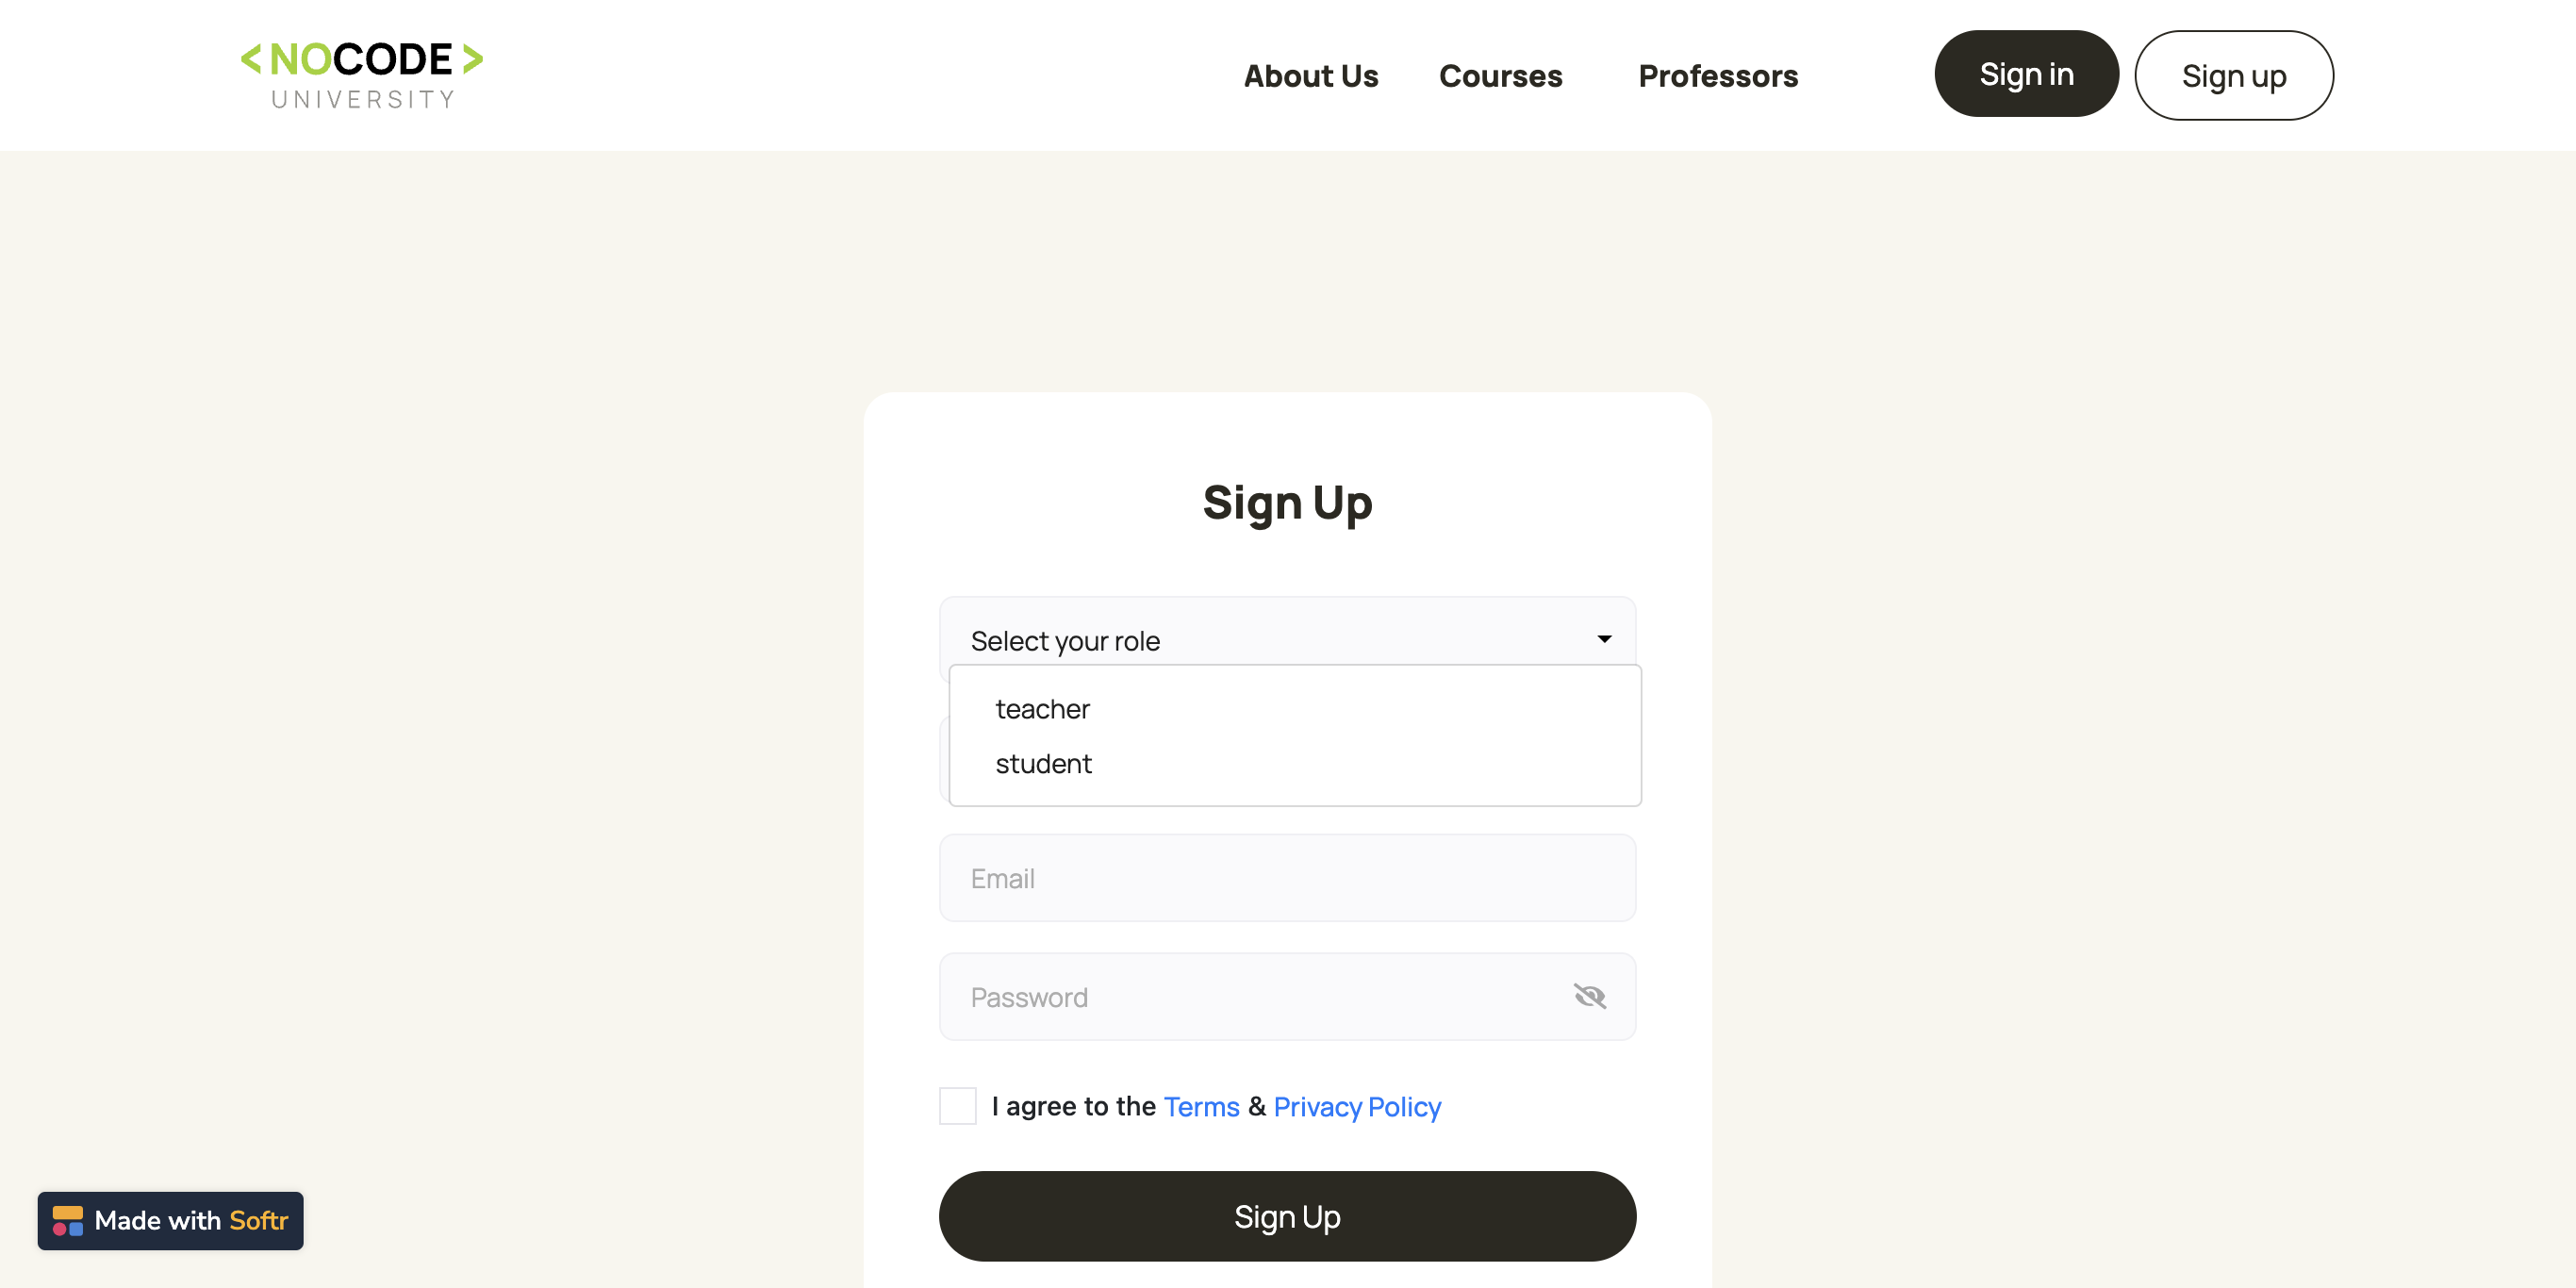 <NOCODE>
UNIVERSITY
About Us
Courses
Professors
Sign in
Sign up
Sign Up
Select your role
teacher
student
Email
Password
I agree to the Terms & Privacy Policy
Sign Up
Made with Softr